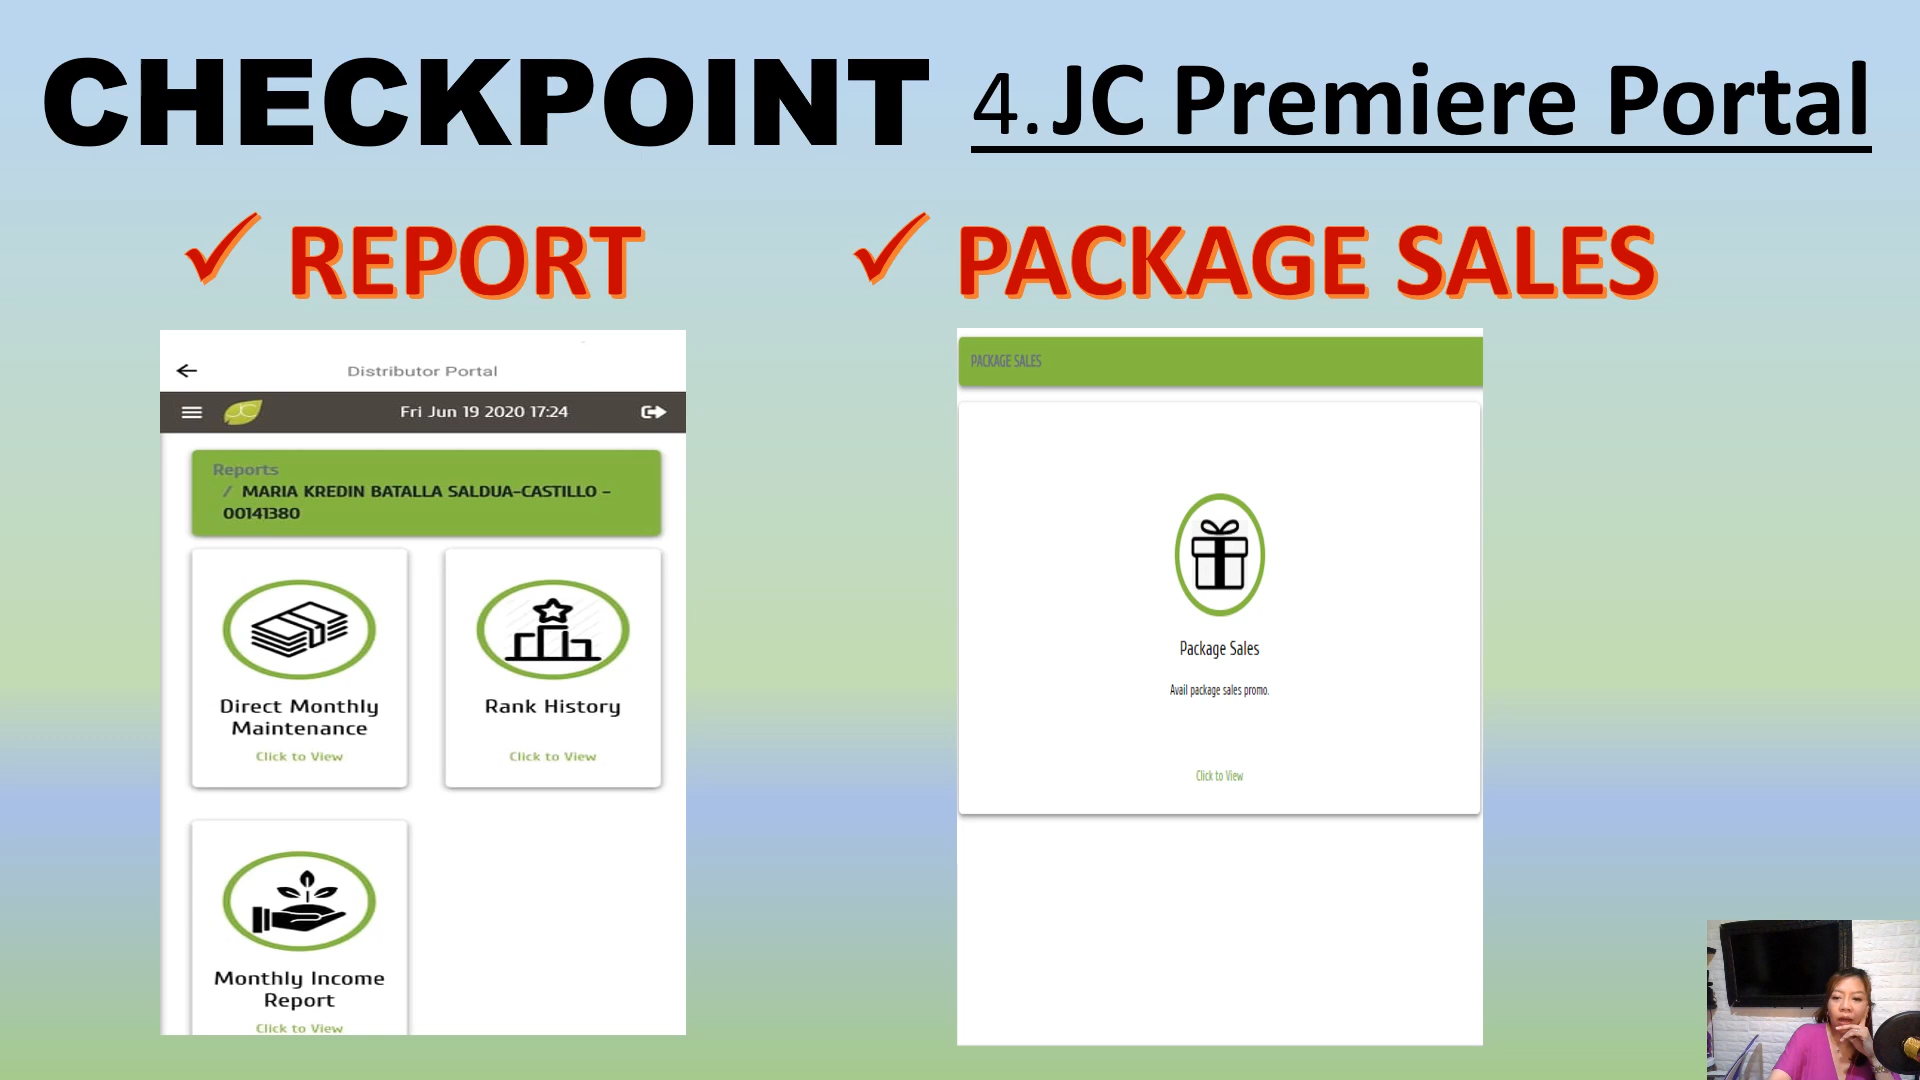 CHECKPOINT 4. JC Premiere Portal
✓ REPORT
✓ PACKAGE SALES
Distributor Portal
JC
Fri Jun 19 2020 17:24
Reports
/ MARIA KREDIN BATALLA SALDUA-CASTILLO -
00141380
Direct Monthly
Maintenance
Click to View
Rank History
Click to View
Monthly Income
Report
Click to View
PACKAGE SALES
Package Sales
Avail package sales promo.
Click to View